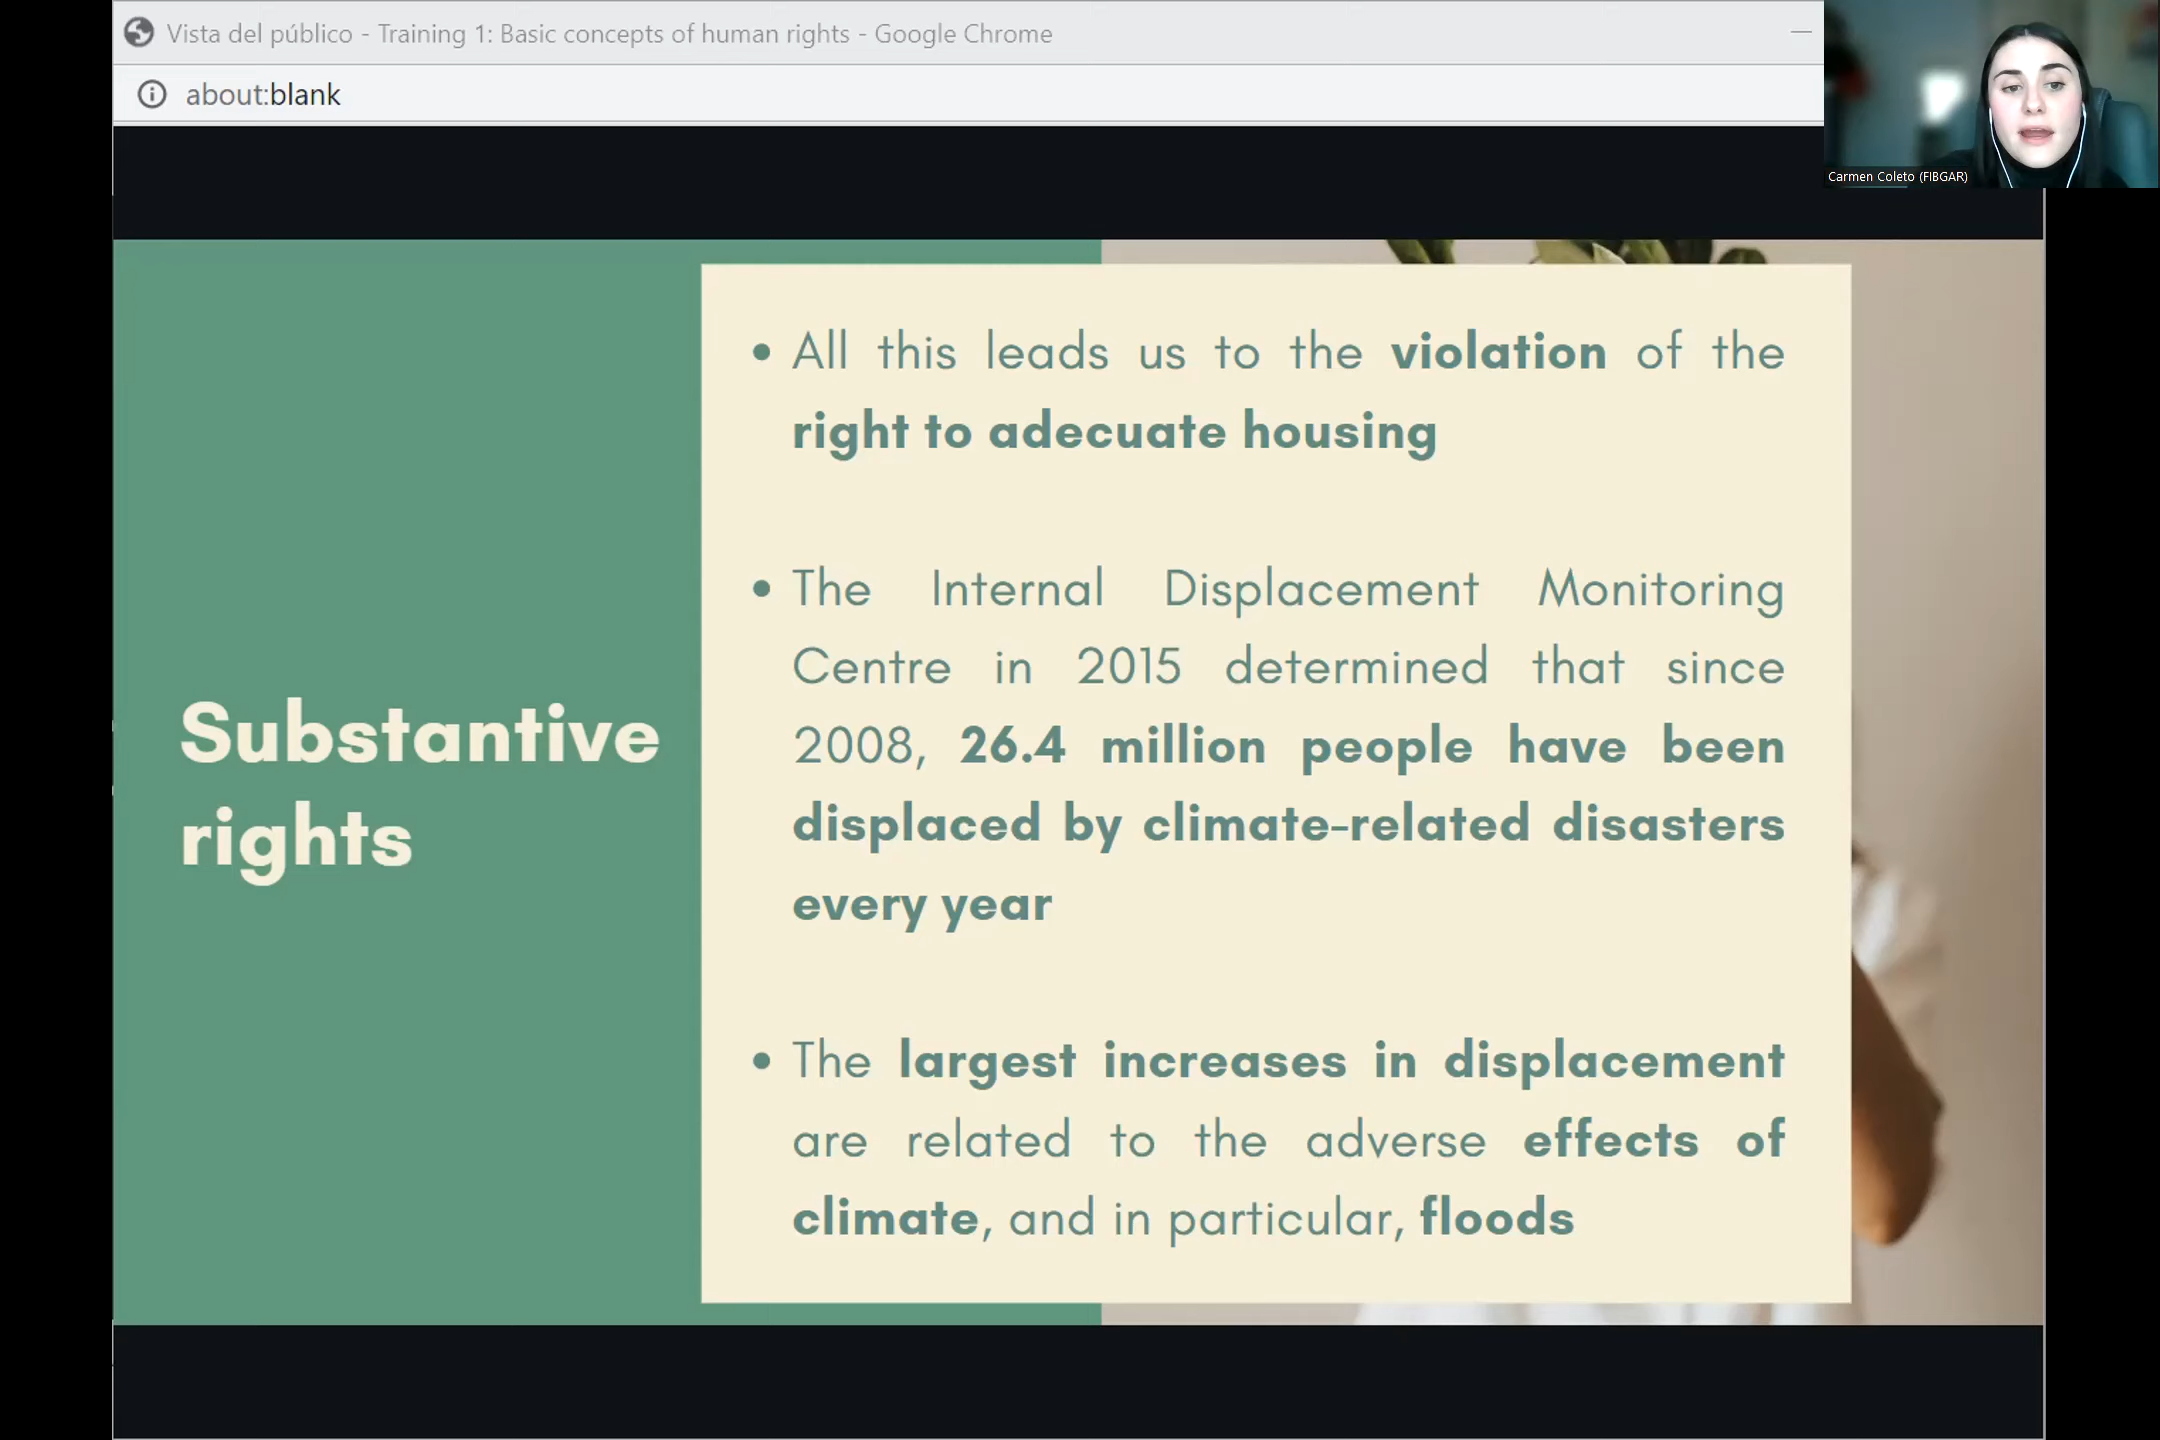 Vista del público - Training 1: Basic concepts of human rights - Google Chrome
about:blank
Carmen Coleto (FIBGAR)
Substantive
rights
• All this leads us to the violation of the
right to adecuate housing
• The Internal Displacement Monitoring
Centre in 2015 determined that since
2008, 26.4 million people have been
displaced by climate-related disasters
every year
• The largest increases in displacement
are related to the adverse effects of
climate, and in particular, floods